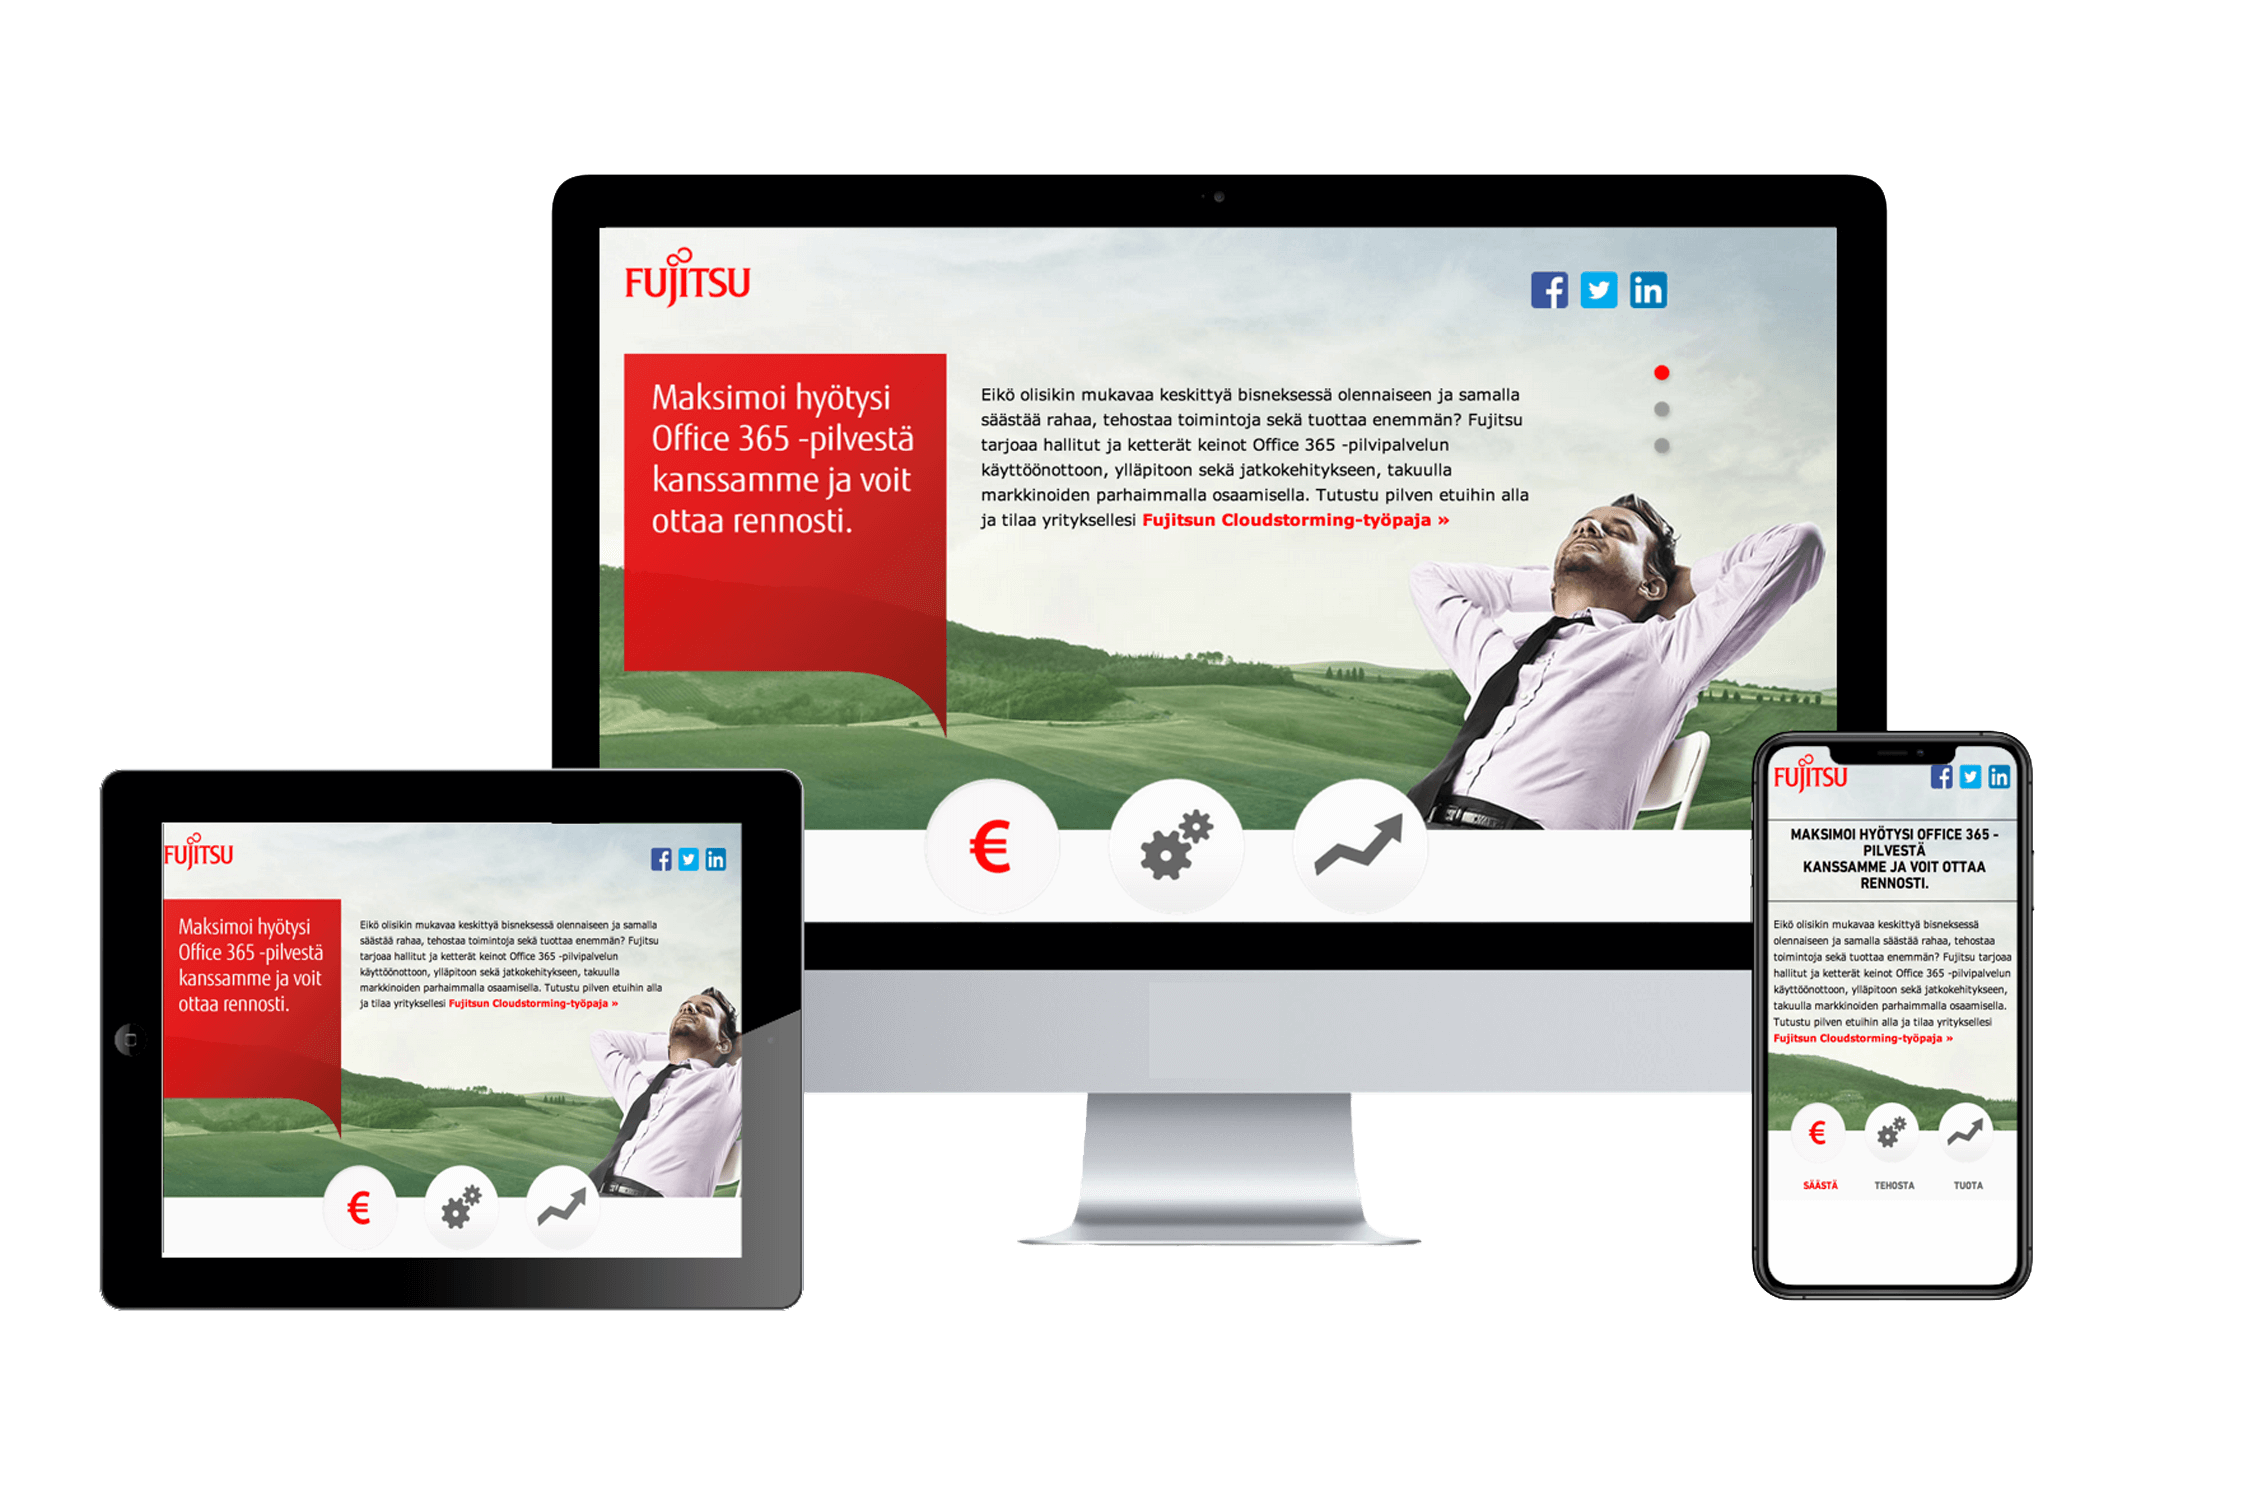 FUJITSU
Maksimoi hyötysi
Office 365 -pilvestä
kanssamme ja voit
ottaa rennosti.
Eikö olisikin mukavaa keskittyä bisneksessä olennaiseen ja samalla
säästää rahaa, tehostaa toimintoja sekä tuottaa enemmän? Fujitsu
tarjoaa hallitut ja ketterät keinot Office 365 -pilvipalvelun
käyttöönottoon, ylläpitoon sekä jatkokehitykseen, takuulla
markkinoiden parhaimmalla osaamisella. Tutustu pilven etuihin alla
ja tilaa yrityksellesi Fujitsun Cloudstorming-työpaja »
€
FUJITSU
Maksimoi hyötysi
Office 365 -pilvestä
kanssamme ja voit
ottaa rennosti.
Eikö olisikin mukavaa keskittyä bisneksessä olennaiseen ja samalla
säästää rahaa, tehostaa toimintoja sekä tuottaa enemmän? Fujitsu
tarjoaa hallitut ja ketterät keinot Office 365 -pilvipalvelun
käyttöönottoon, ylläpitoon sekä jatkokehitykseen, takuulla
markkinoiden parhaimmalla osaamisella. Tutustu pilven etuihin alla
ja tilaa yrityksellesi Fujitsun Cloudstorming-työpaja »
€
FUJITSU
MAKSIMOI HYÖTYSI OFFICE 365 -
PILVESTÄ
KANSSAMME JA VOIT OTTAA
RENNOSTI.
Eikö olisikin mukavaa keskittyä bisneksessä
olennaiseen ja samalla säästää rahaa, tehostaa
toimintoja sekä tuottaa enemmän? Fujitsu tarjoaa
hallitut ja ketterät keinot Office 365 -pilvipalvelun
käyttöönottoon, ylläpitoon sekä jatkokehitykseen,
takuulla markkinoiden parhaimmalla osaamisella.
Tutustu pilven etuihin alla ja tilaa yrityksellesi
Fujitsun Cloudstorming-työpaja »
€
SÄÄSTÄ TEHOSTA TUOTA